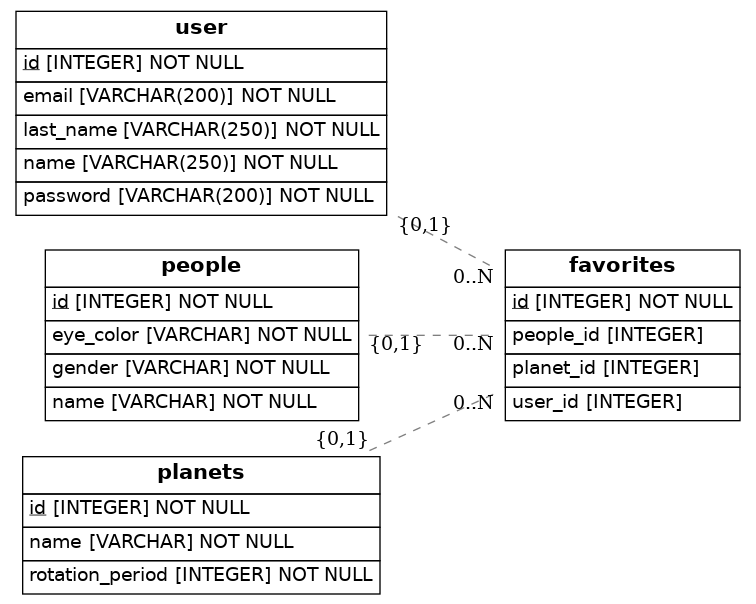 user
id [INTEGER] NOT NULL
email [VARCHAR(200)] NOT NULL
last_name [VARCHAR(250)] NOT NULL
name [VARCHAR(250)] NOT NULL
password [VARCHAR(200)] NOT NULL
{0,1}
0..N
people
id [INTEGER] NOT NULL
eye_color [VARCHAR] NOT NULL
gender [VARCHAR] NOT NULL
name [VARCHAR] NOT NULL
{0,1}
0..N
favorites
id [INTEGER] NOT NULL
people_id [INTEGER]
planet_id [INTEGER]
user_id [INTEGER]
0..N
{0,1}
planets
id [INTEGER] NOT NULL
name [VARCHAR] NOT NULL
rotation_period [INTEGER] NOT NULL